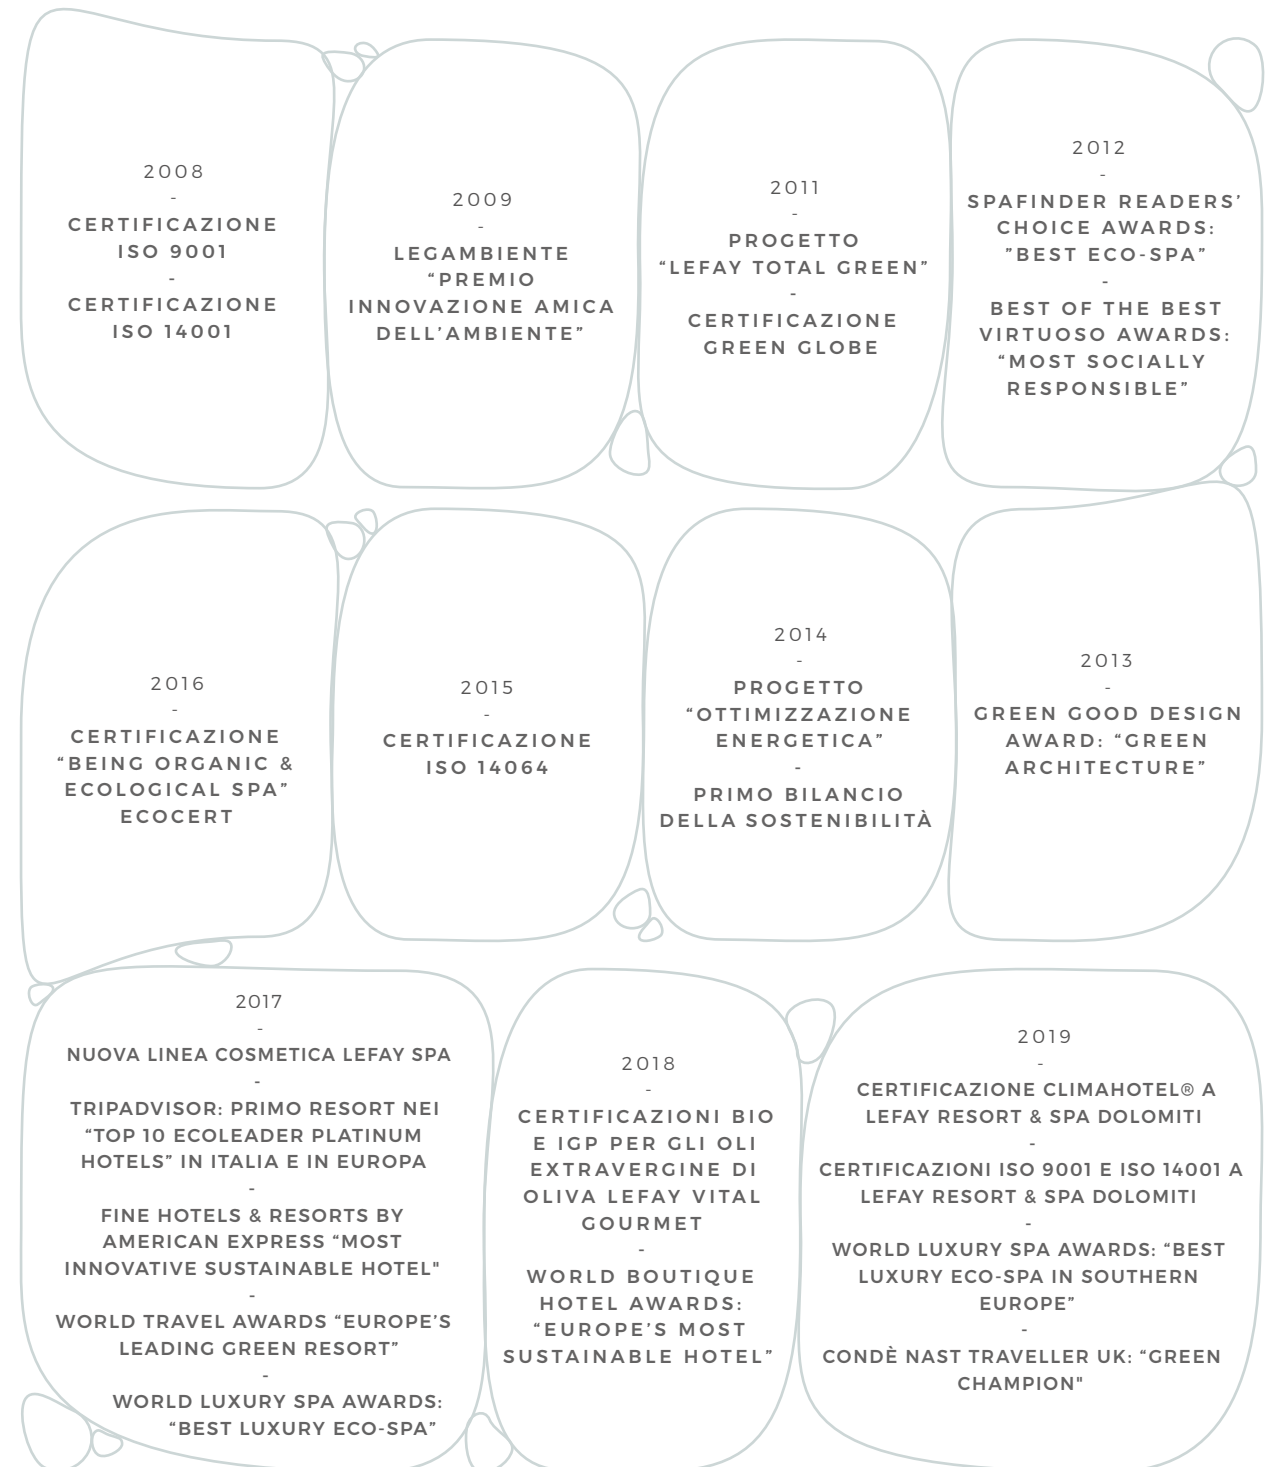 2008
-
CERTIFICAZIONE
ISO 9001
-
CERTIFICAZIONE
ISO 14001
2009
-
LEGAMBIENTE
“PREMIO
INNOVAZIONE AMICA
DELL’AMBIENTE”
2011
-
PROGETTO
“LEFAY TOTAL GREEN”
-
CERTIFICAZIONE
GREEN GLOBE
2012
-
SPAFINDER READERS’
CHOICE AWARDS:
”BEST ECO-SPA”
-
BEST OF THE BEST
VIRTUOSO AWARDS:
“MOST SOCIALLY
RESPONSIBLE”
2016
-
CERTIFICAZIONE
“BEING ORGANIC &
ECOLOGICAL SPA”
ECOCERT
2015
-
CERTIFICAZIONE
ISO 14064
2014
-
PROGETTO
“OTTIMIZZAZIONE
ENERGETICA”
-
PRIMO BILANCIO
DELLA SOSTENIBILITÀ
2013
-
GREEN GOOD DESIGN
AWARD: “GREEN
ARCHITECTURE”
2017
-
NUOVA LINEA COSMETICA LEFAY SPA
-
TRIPADVISOR: PRIMO RESORT NEI
“TOP 10 ECOLEADER PLATINUM
HOTELS” IN ITALIA E IN EUROPA
-
FINE HOTELS & RESORTS BY
AMERICAN EXPRESS “MOST
INNOVATIVE SUSTAINABLE HOTEL"
-
WORLD TRAVEL AWARDS “EUROPE’S
LEADING GREEN RESORT”
-
WORLD LUXURY SPA AWARDS:
“BEST LUXURY ECO-SPA”
2018
-
CERTIFICAZIONI BIO
E IGP PER GLI OLI
EXTRAVERGINE DI
OLIVA LEFAY VITAL
GOURMET
-
WORLD BOUTIQUE
HOTEL AWARDS:
“EUROPE’S MOST
SUSTAINABLE HOTEL”
2019
-
CERTIFICAZIONE CLIMAHOTEL® A
LEFAY RESORT & SPA DOLOMITI
-
CERTIFICAZIONI ISO 9001 E ISO 14001 A
LEFAY RESORT & SPA DOLOMITI
-
WORLD LUXURY SPA AWARDS: “BEST
LUXURY ECO-SPA IN SOUTHERN
EUROPE”
-
CONDÈ NAST TRAVELLER UK: “GREEN
CHAMPION"